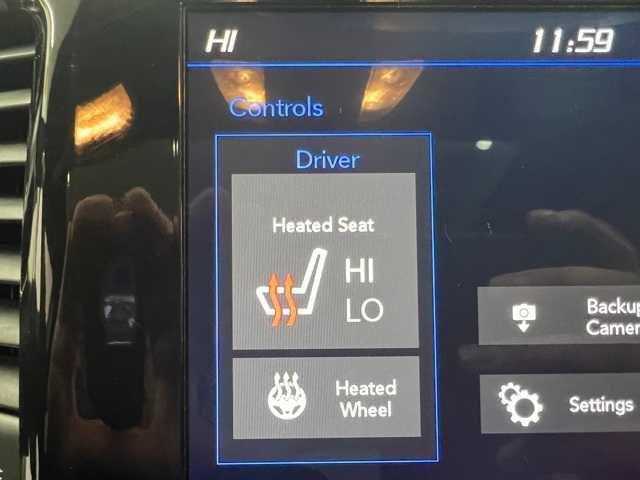 HI 11:59
Controls
Driver
Heated Seat
HI
LO
Backup
Camer
Heated
Wheel
Settings